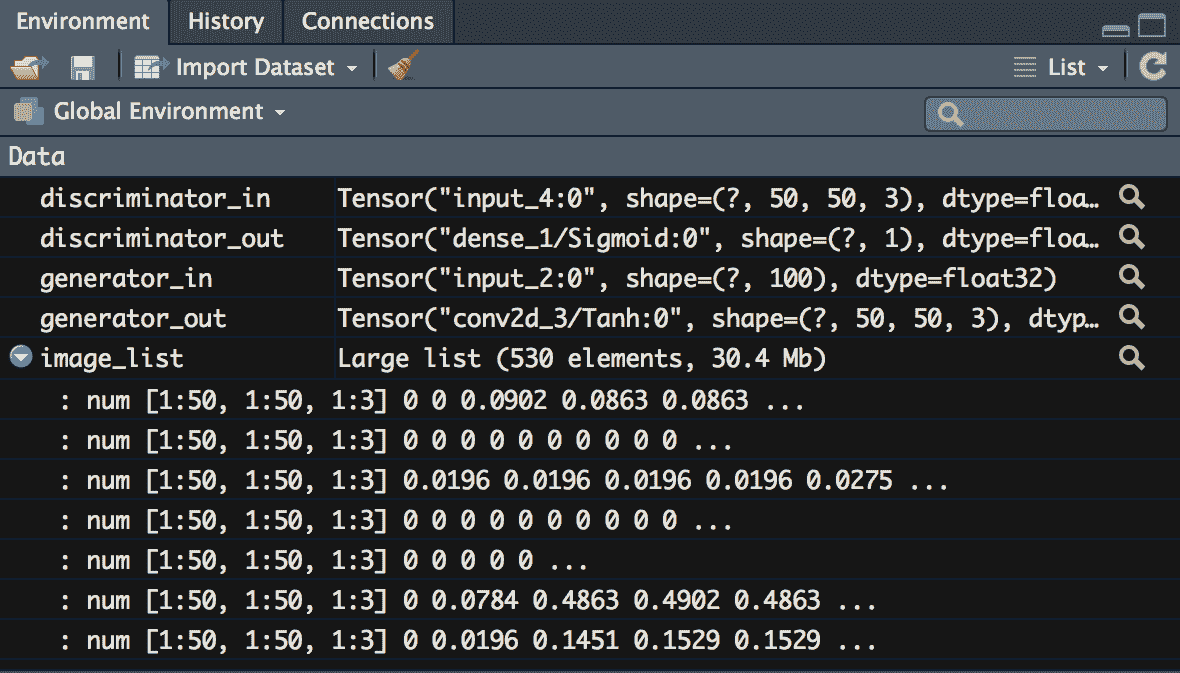 Environment History Connections
Import Dataset List
Global Environment
Data
discriminator_in Tensor("input_4:0", shape=(?, 50, 50, 3), dtype=floa…
discriminator_out Tensor("dense_1/Sigmoid:0", shape=(?, 1), dtype=floa…
generator_in Tensor("input_2:0", shape=(?, 100), dtype=float32)
generator_out Tensor("conv2d_3/Tanh:0", shape=(?, 50, 50, 3), dtyp…
image_list Large list (530 elements, 30.4 Mb)
: num [1:50, 1:50, 1:3] 0 0 0.0902 0.0863 0.0863 ...
: num [1:50, 1:50, 1:3] 0 0 0 0 0 0 0 0 0 0 ...
: num [1:50, 1:50, 1:3] 0.0196 0.0196 0.0196 0.0196 0.0275 ...
: num [1:50, 1:50, 1:3] 0 0 0 0 0 0 0 0 0 0 ...
: num [1:50, 1:50, 1:3] 0 0 0 0 0 ...
: num [1:50, 1:50, 1:3] 0 0.0784 0.4863 0.4902 0.4863 ...
: num [1:50, 1:50, 1:3] 0 0.0196 0.1451 0.1529 0.1529 ...